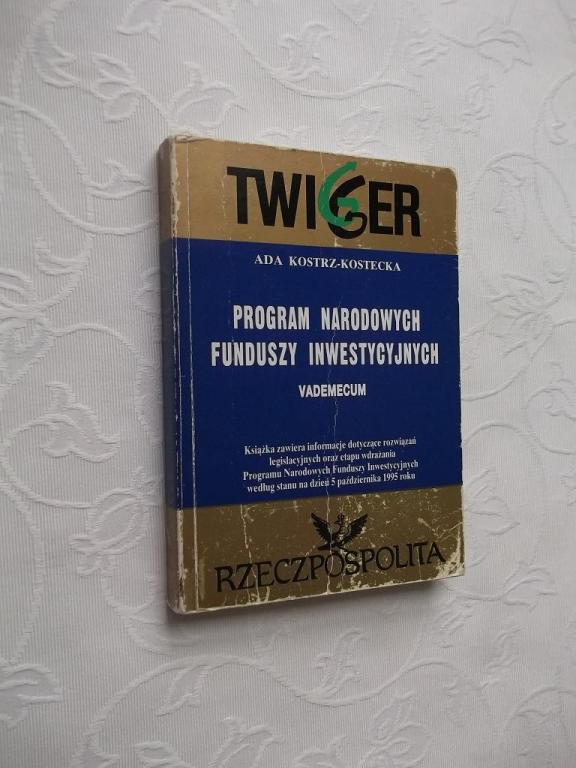 TWIGGER
ADA KOSTRZ-KOSTECKA
PROGRAM NARODOWYCH
FUNDUSZY INWESTYCYJNYCH
VADEMECUM
Książka zawiera informacje dotyczące rozwiązań
legislacyjnych oraz etapu wdrażania
Programu Narodowych Funduszy Inwestycyjnych
według stanu na dzień 5 października 1995 roku
RZECZPOSPOLITA